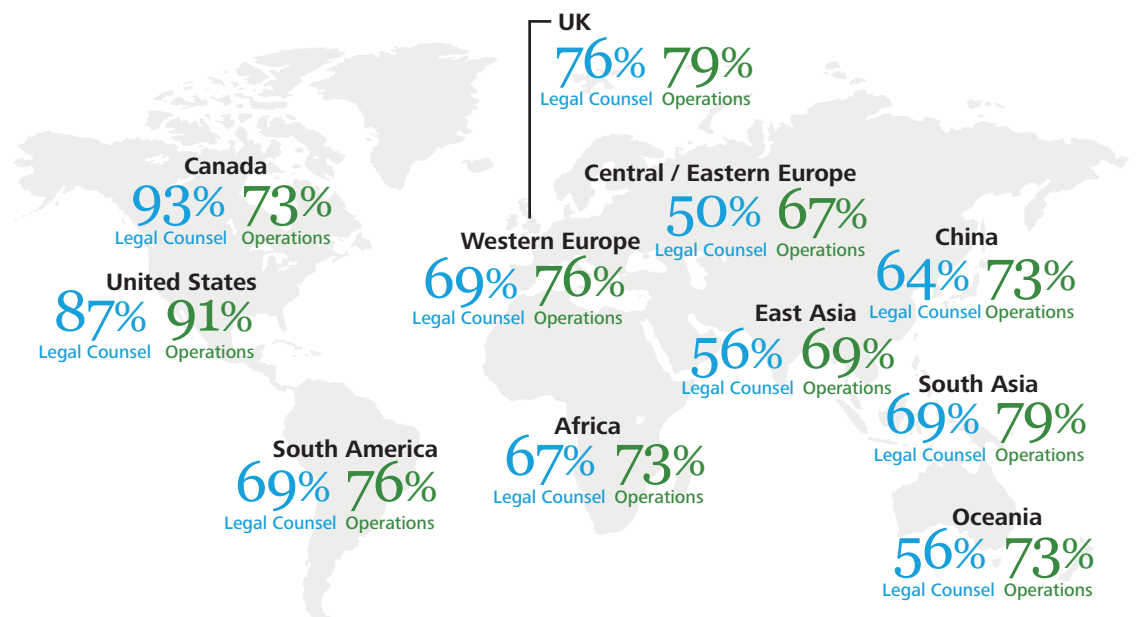 UK
76% 79%
Legal Counsel Operations
Canada
93% 73%
Legal Counsel Operations
Central / Eastern Europe
50% 67%
Legal Counsel Operations
Western Europe
69% 76%
Legal Counsel Operations
China
64% 73%
Legal Counsel Operations
United States
87% 91%
Legal Counsel Operations
East Asia
56% 69%
Legal Counsel Operations
South Asia
69% 79%
Legal Counsel Operations
Africa
67% 73%
Legal Counsel Operations
South America
69% 76%
Legal Counsel Operations
Oceania
56% 73%
Legal Counsel Operations